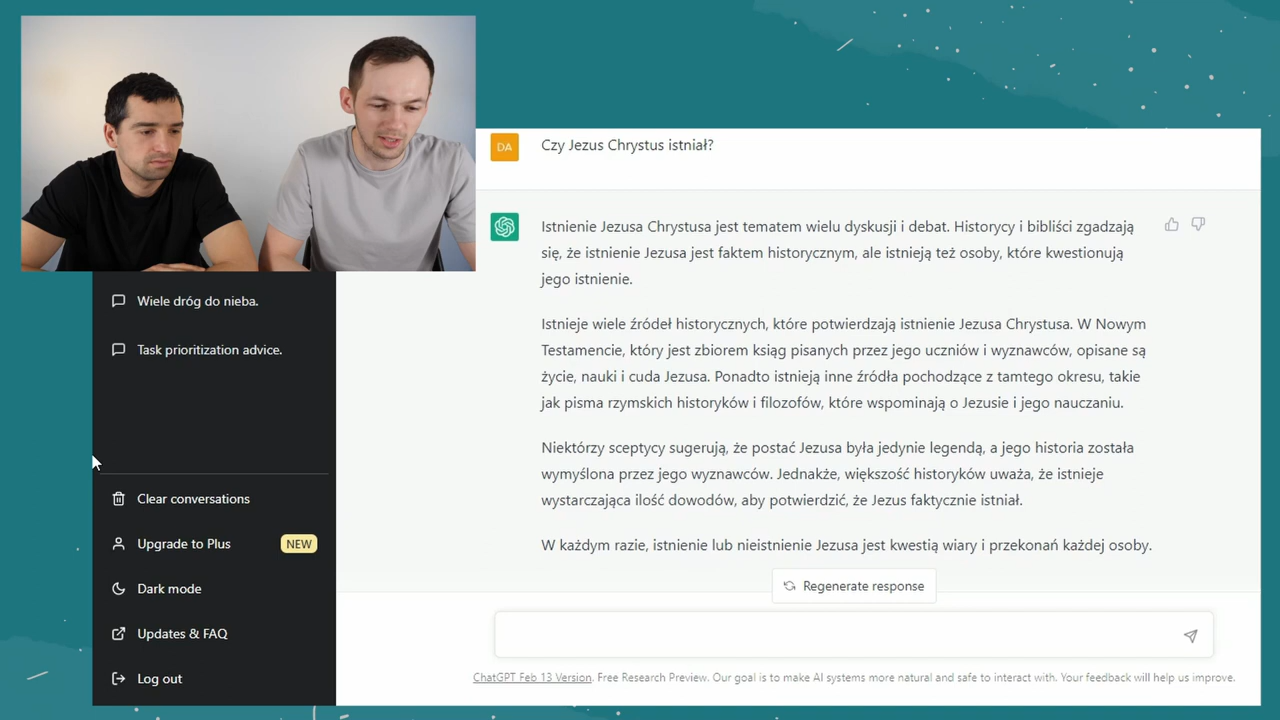 DA
Czy Jezus Chrystus istniał?
Istnienie Jezusa Chrystusa jest tematem wielu dyskusji i debat. Historycy i bibliści zgadzają
się, że istnienie Jezusa jest faktem historycznym, ale istnieją też osoby, które kwestionują
jego istnienie.
Istnieje wiele źródeł historycznych, które potwierdzają istnienie Jezusa Chrystusa. W Nowym
Testamencie, który jest zbiorem ksiąg pisanych przez jego uczniów i wyznawców, opisane są
życie, nauki i cuda Jezusa. Ponadto istnieją inne źródła pochodzące z tamtego okresu, takie
jak pisma rzymskich historyków i filozofów, które wspominają o Jezusie i jego nauczaniu.
Niektórzy sceptycy sugerują, że postać Jezusa była jedynie legendą, a jego historia została
wymyślona przez jego wyznawców. Jednakże, większość historyków uważa, że istnieje
wystarczająca ilość dowodów, aby potwierdzić, że Jezus faktycznie istniał.
W każdym razie, istnienie lub nieistnienie Jezusa jest kwestią wiary i przekonań każdej osoby.
Regenerate response
ChatGPT Feb 13 Version. Free Research Preview. Our goal is to make AI systems more natural and safe to interact with. Your feedback will help us improve.
Wiele dróg do nieba.
Task prioritization advice.
Clear conversations
Upgrade to Plus NEW
Dark mode
Updates & FAQ
Log out